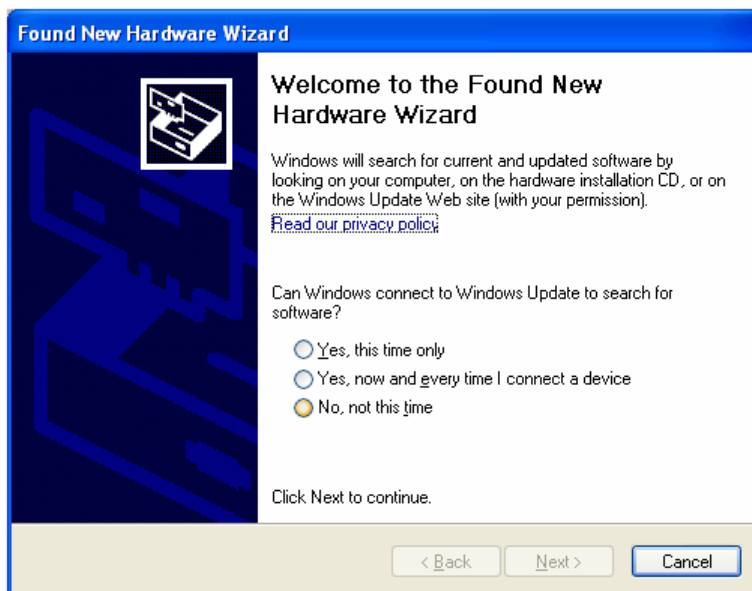 Found New Hardware Wizard
Welcome to the Found New
Hardware Wizard
Windows will search for current and updated software by
looking on your computer, on the hardware installation CD, or on
the Windows Update Web site (with your permission).
Read our privacy policy
Can Windows connect to Windows Update to search for
software?
Yes, this time only
Yes, now and every time I connect a device
No, not this time
Click Next to continue.
< Back Next > Cancel